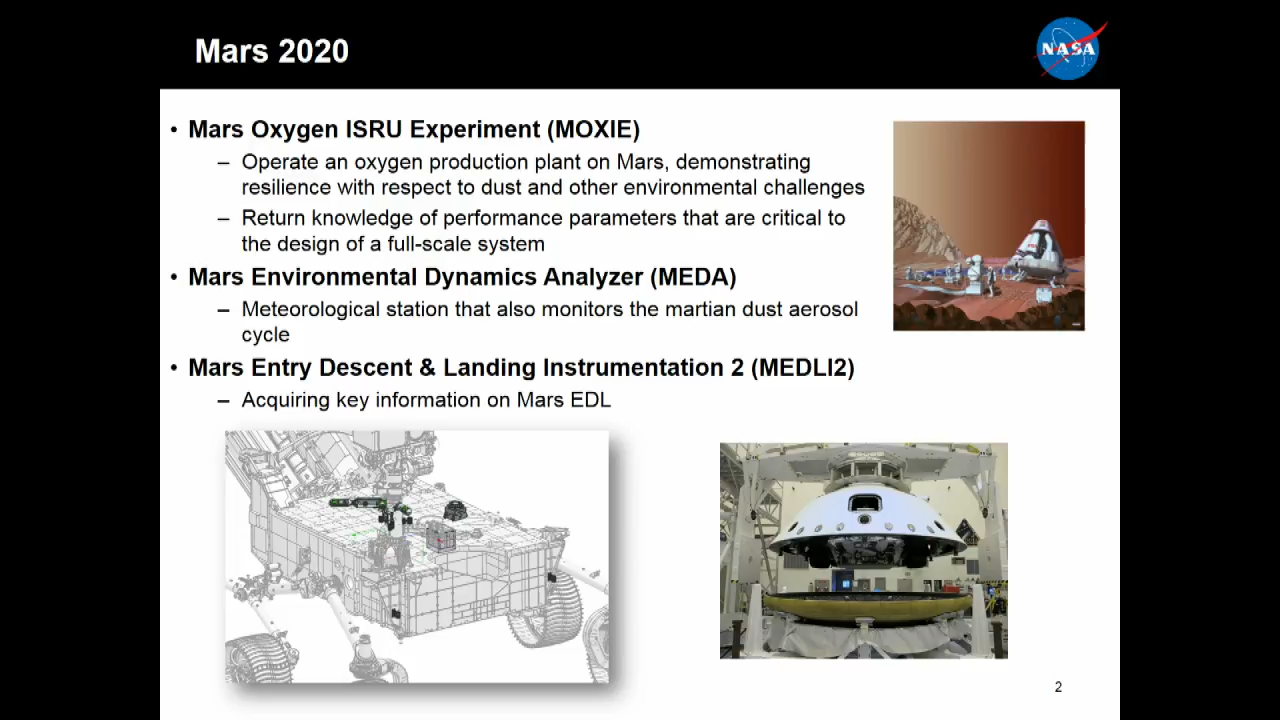 Mars 2020
NASA
• Mars Oxygen ISRU Experiment (MOXIE)
– Operate an oxygen production plant on Mars, demonstrating
resilience with respect to dust and other environmental challenges
– Return knowledge of performance parameters that are critical to
the design of a full-scale system
• Mars Environmental Dynamics Analyzer (MEDA)
– Meteorological station that also monitors the martian dust aerosol
cycle
• Mars Entry Descent & Landing Instrumentation 2 (MEDLI2)
– Acquiring key information on Mars EDL
2